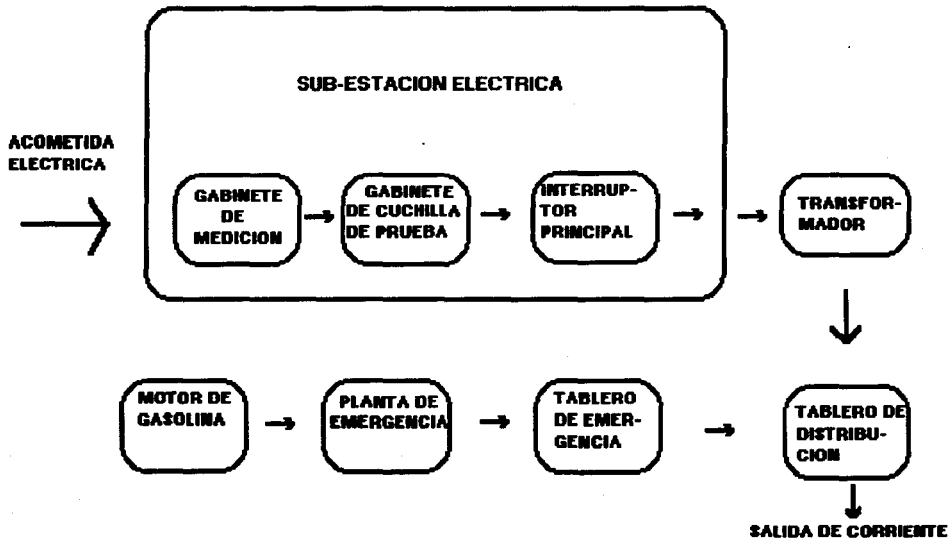 SUB-ESTACION ELECTRICA
ACOMETIDA
ELECTRICA
GABINETE
DE
MEDICION
GABINETE
DE CUCHILLA
DE PRUEBA
INTERRUP-
TOR
PRINCIPAL
TRANSFOR-
MADOR
MOTOR DE
GASOLINA
PLANTA DE
EMERGENCIA
TABLERO
DE EMER-
GENCIA
TABLERO DE
DISTRIBU-
CION
SALIDA DE CORRIENTE